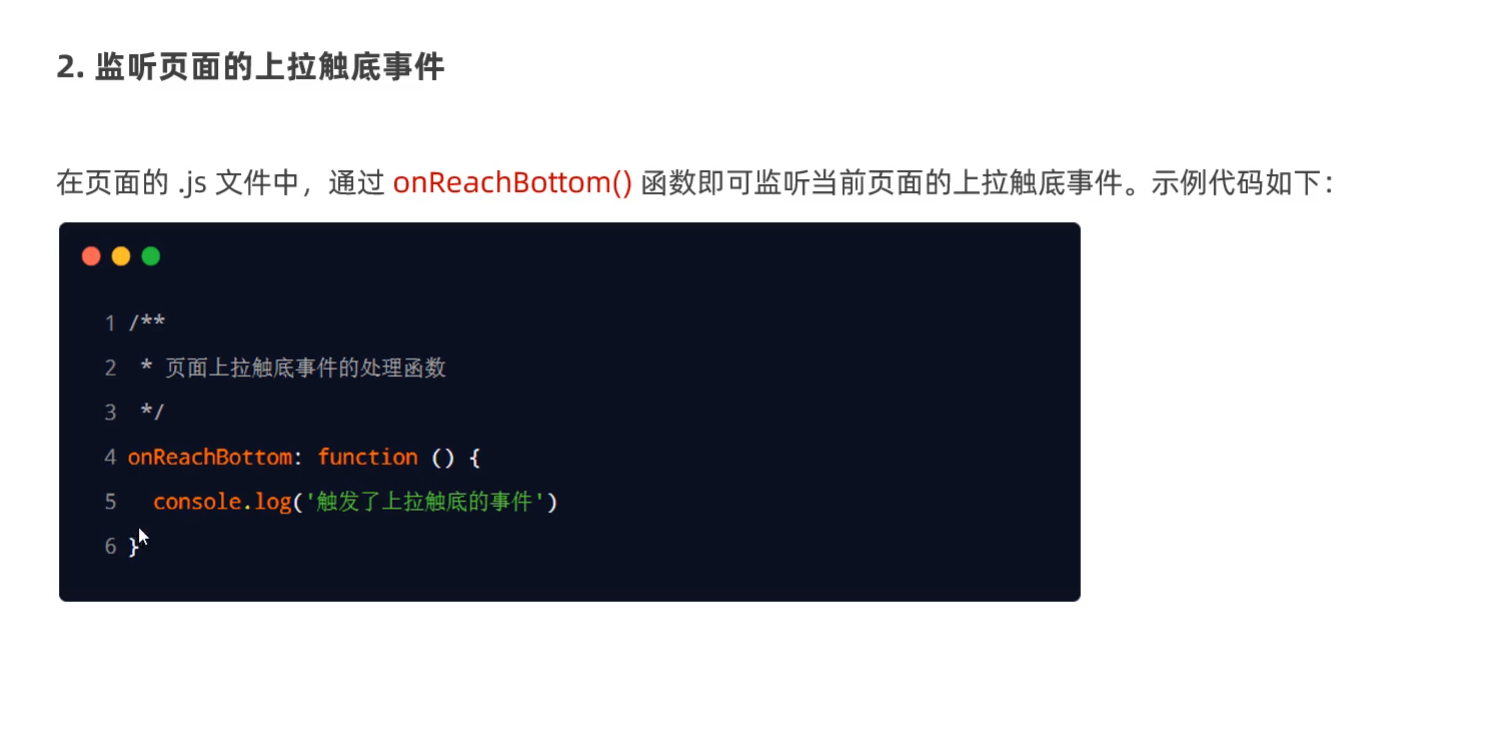 2. 监听页面的上拉触底事件
在页面的 .js 文件中，通过 onReachBottom() 函数即可监听当前页面的上拉触底事件。示例代码如下：
1 /**
2  * 页面上拉触底事件的处理函数
3  */
4 onReachBottom: function () {
5   console.log('触发了上拉触底的事件')
6 }